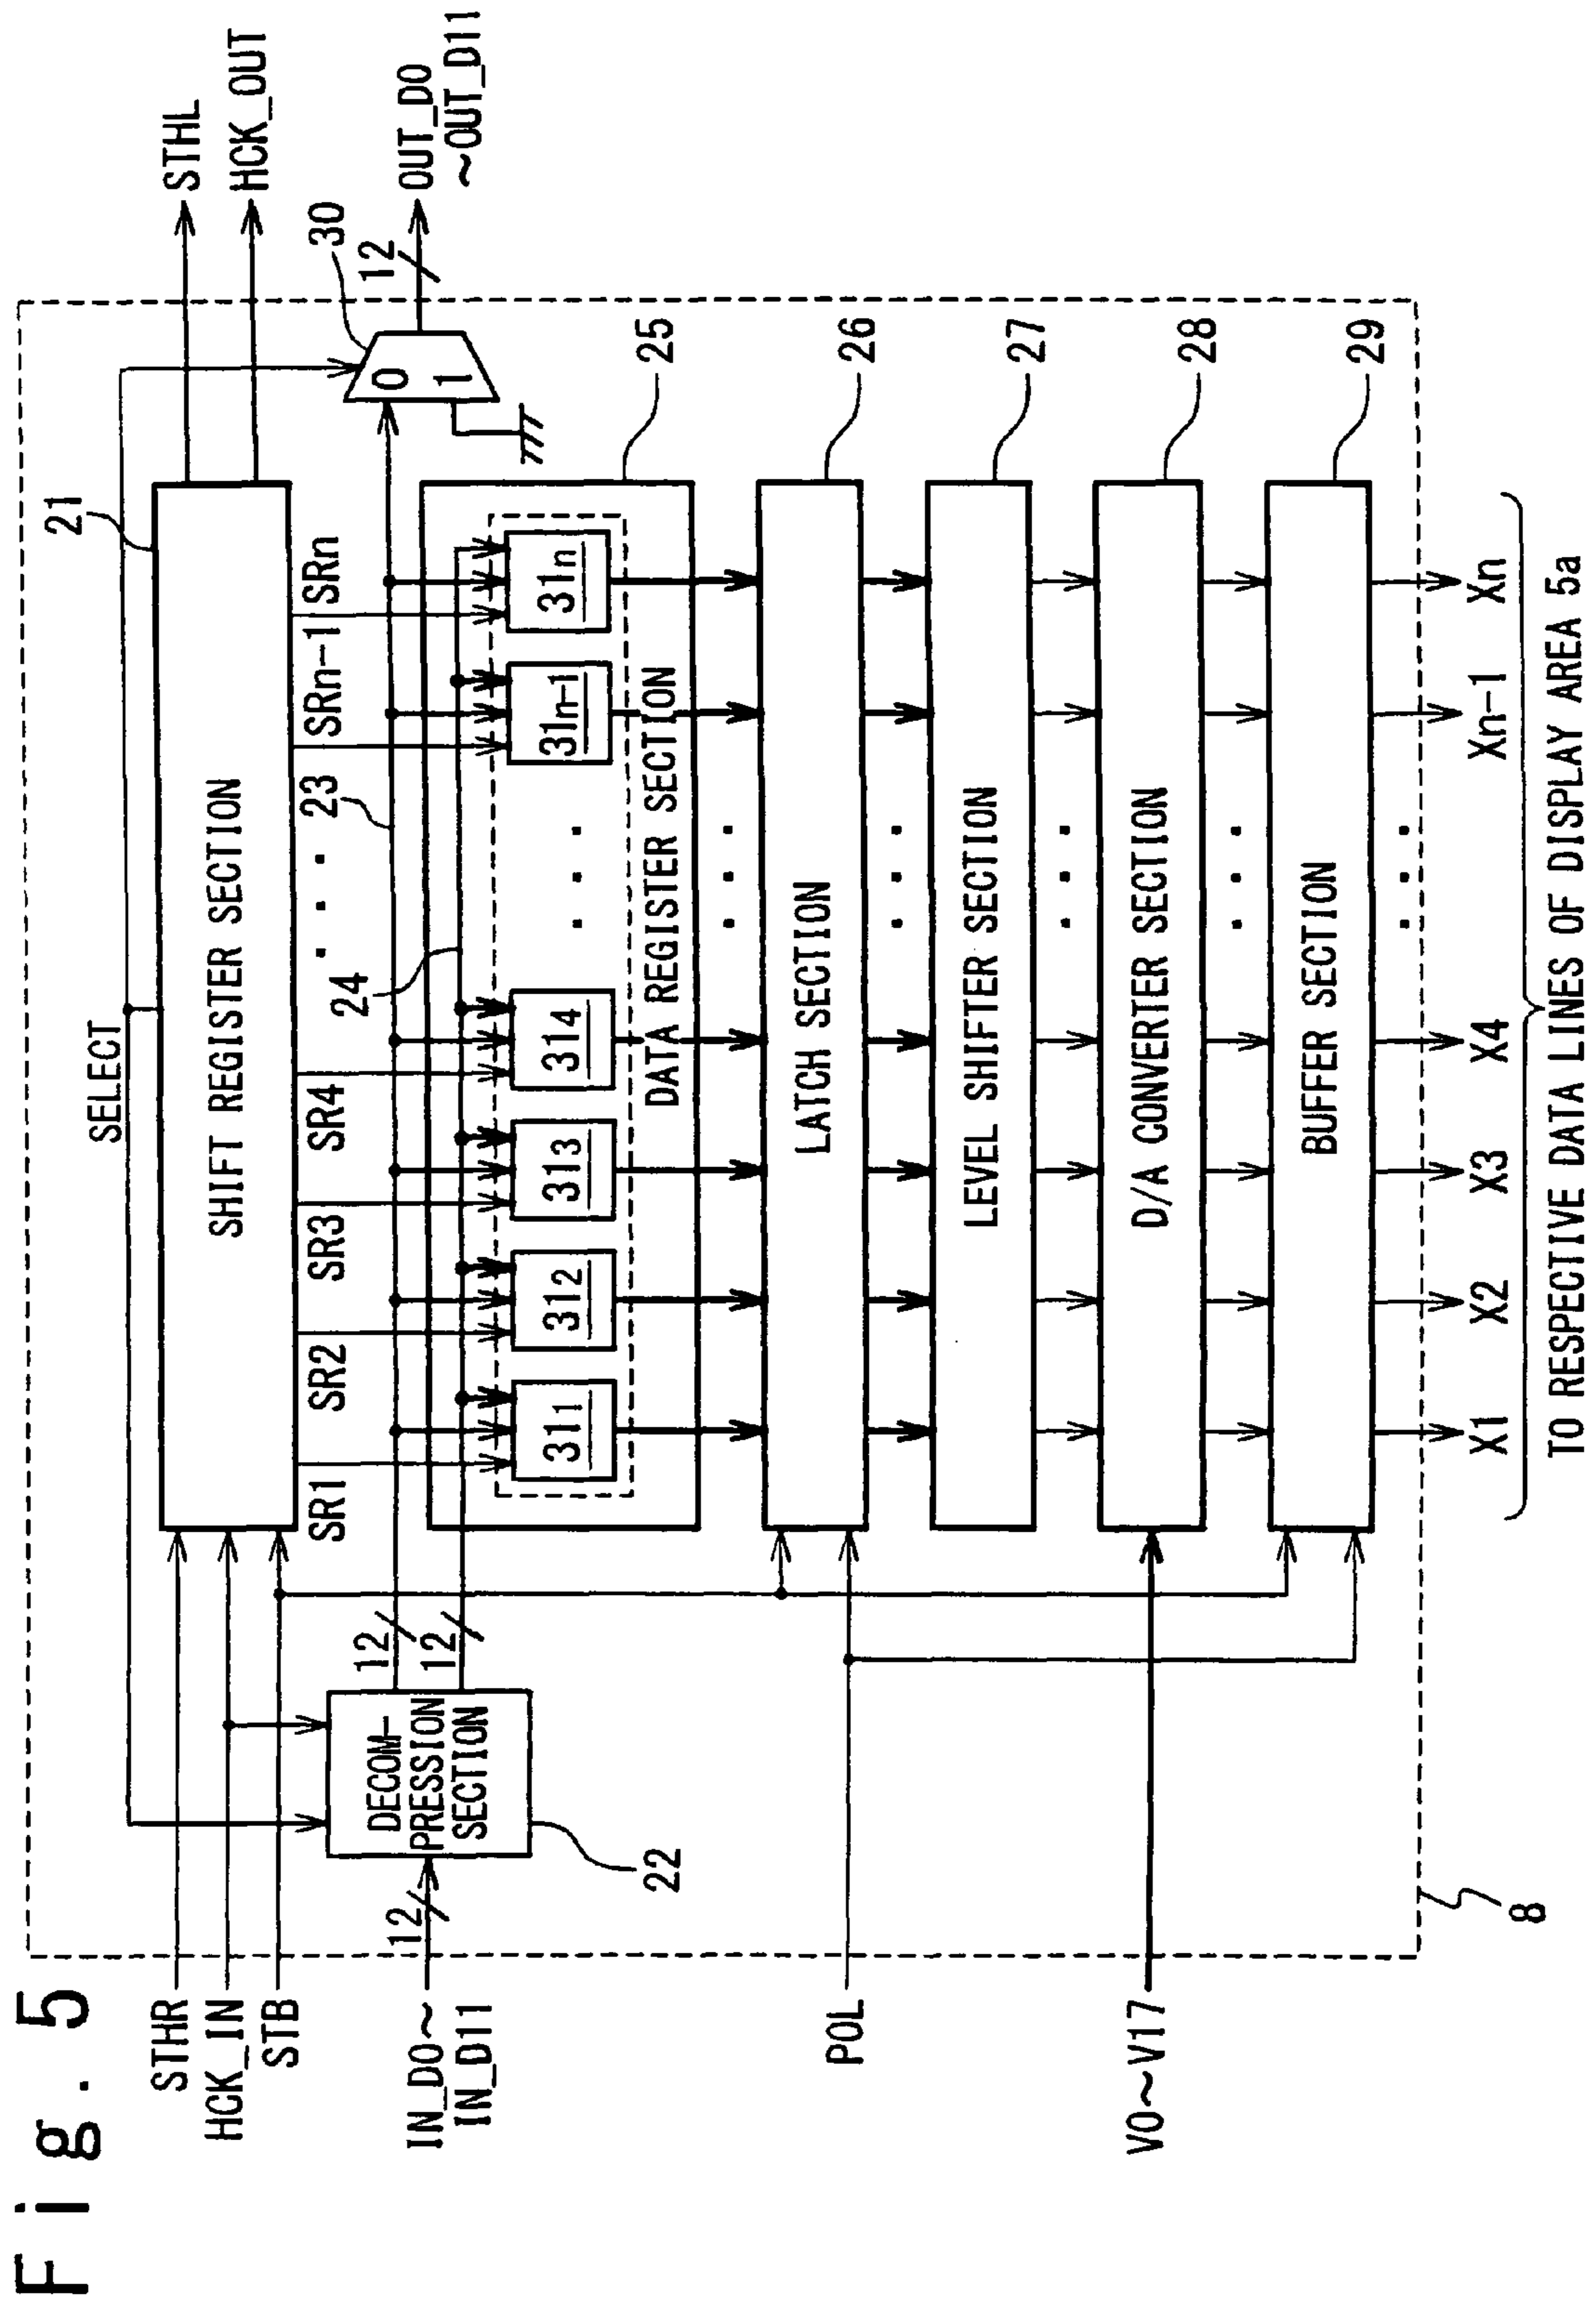 Fig. 5
STHR
HCK_IN
STB
IN_D0~
IN_D11
POL
V0~V17
SELECT
21
SHIFT REGISTER SECTION
STHL
HCK_OUT
SR1
SR2
SR3
SR4
SRn-1
SRn
23
24
30
0
1
12
OUT_D0
~OUT_D11
12
12
12
DECOM-
PRESSION
SECTION
22
311
312
313
314
31n-1
31n
DATA REGISTER SECTION
25
LATCH SECTION
26
LEVEL SHIFTER SECTION
27
D/A CONVERTER SECTION
28
BUFFER SECTION
29
8
X1
X2
X3
X4
Xn-1
Xn
TO RESPECTIVE DATA LINES OF DISPLAY AREA 5a